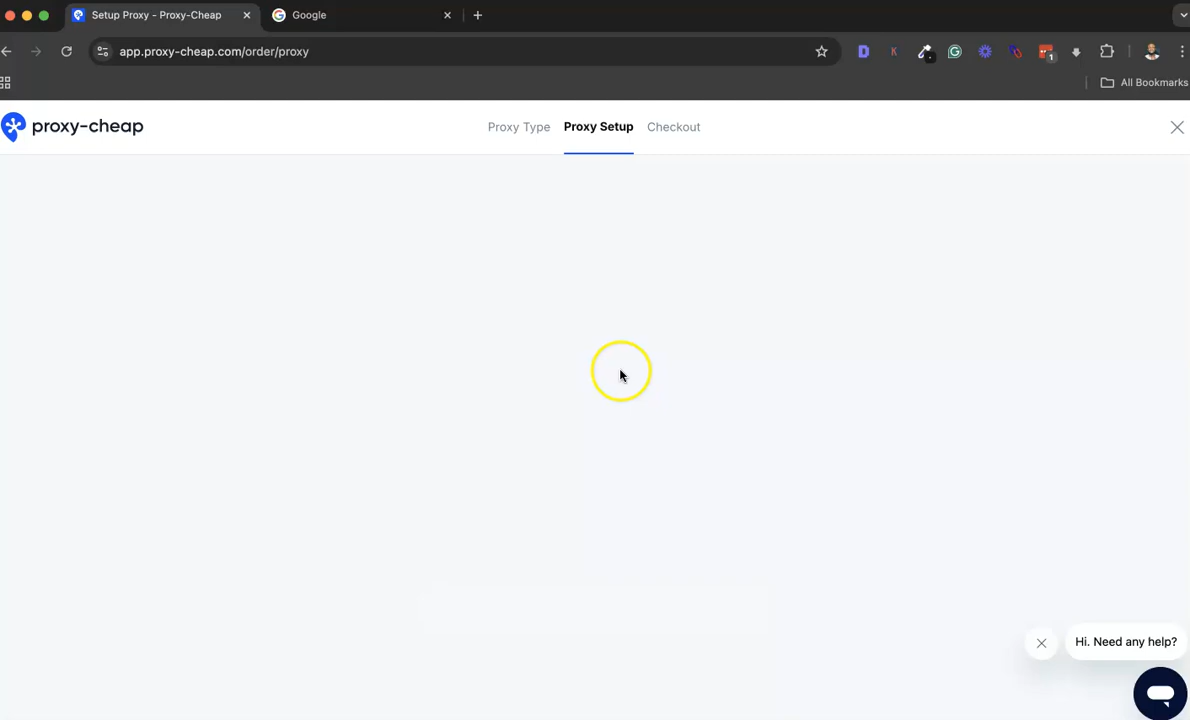 Setup Proxy - Proxy-Cheap
Google
app.proxy-cheap.com/order/proxy
1
All Bookmarks
proxy-cheap
Proxy Type
Proxy Setup
Checkout
Hi. Need any help?